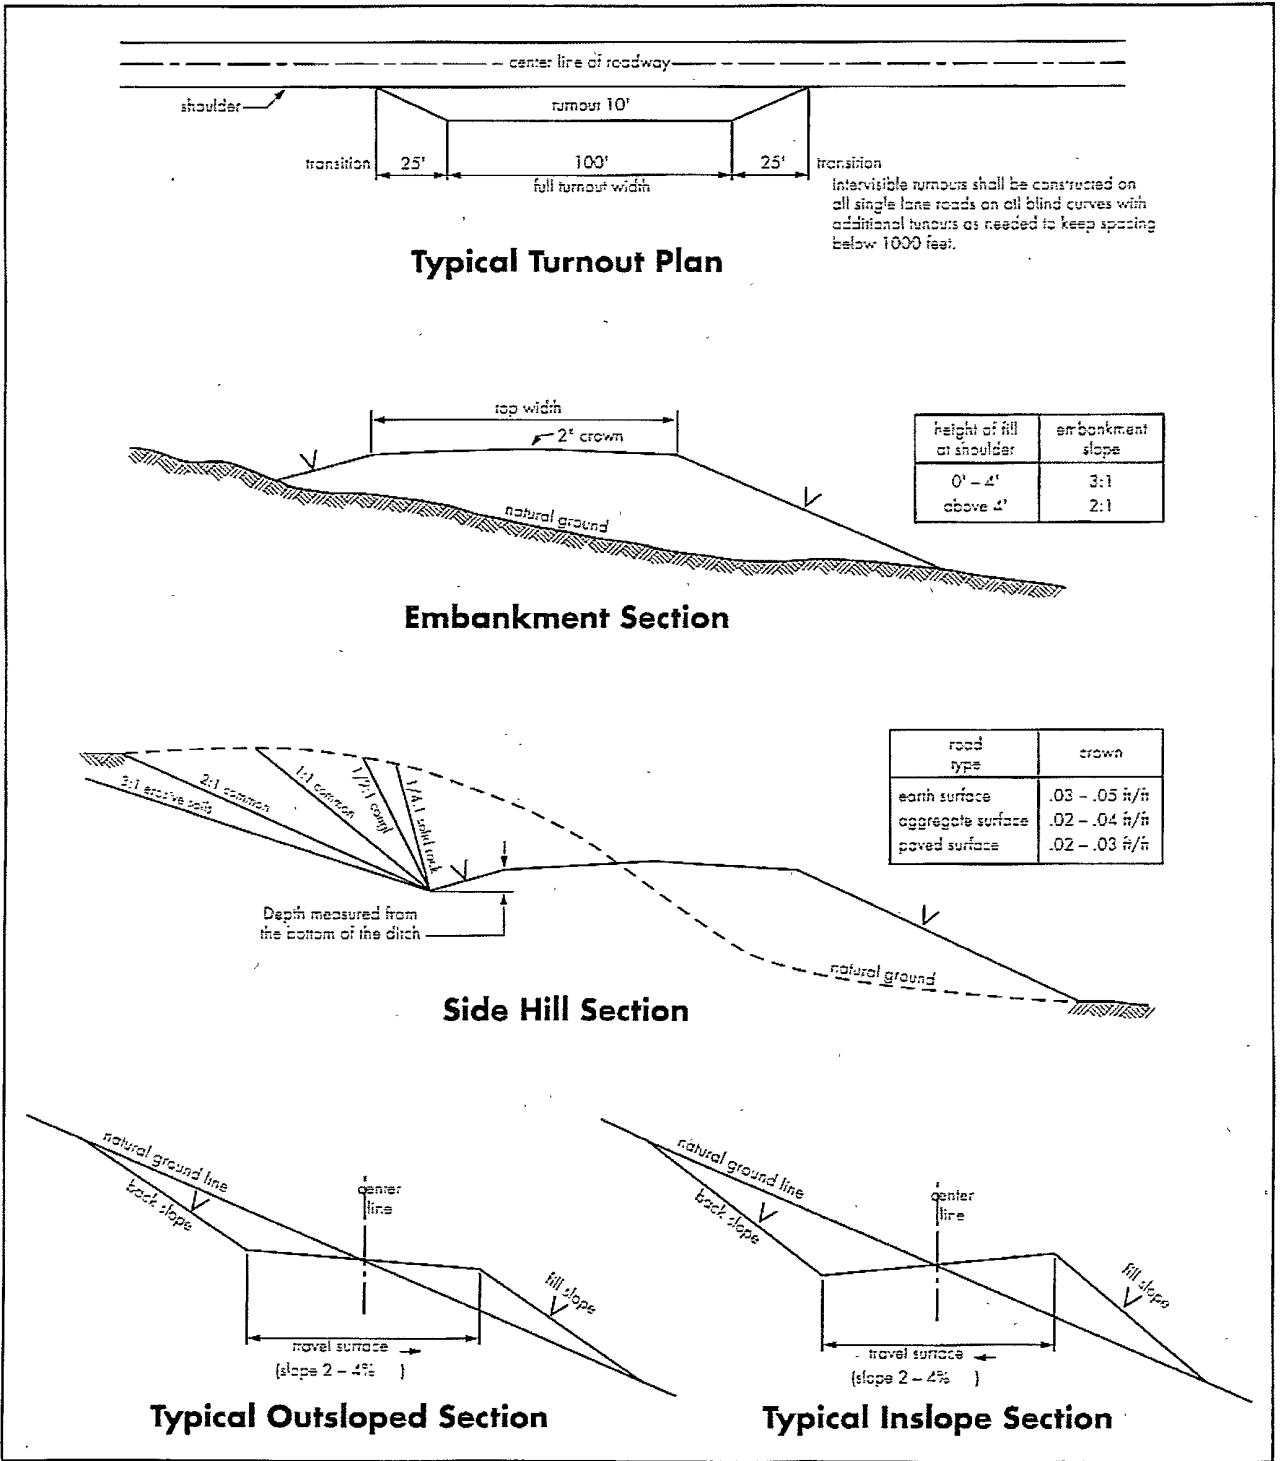 center line of roadway
shoulder
turnout 10'
transition 25' 100' 25' transition
full turnout width
Intervisible turnouts shall be constructed on
all single lane roads on all blind curves with
additional tunouts as needed to keep spacing
below 1000 feet.
Typical Turnout Plan
top width
2" crown
natural ground
height of fill at shoulder
embankment slope
0' – 4' 3:1
above 4' 2:1
Embankment Section
3:1 erosive soils
2:1 common
1:1 common
1/2:1 congl
1/4:1 solid rock
Depth measured from
the bottom of the ditch
natural ground
road type
crown
earth surface .03 – .05 ft/ft
aggregate surface .02 – .04 ft/ft
paved surface .02 – .03 ft/ft
Side Hill Section
natural ground line
back slope
center
line
fill slope
travel surface
(slope 2 – 4% )
Typical Outsloped Section
natural ground line
back slope
center
line
fill slope
travel surface
(slope 2 – 4% )
Typical Inslope Section